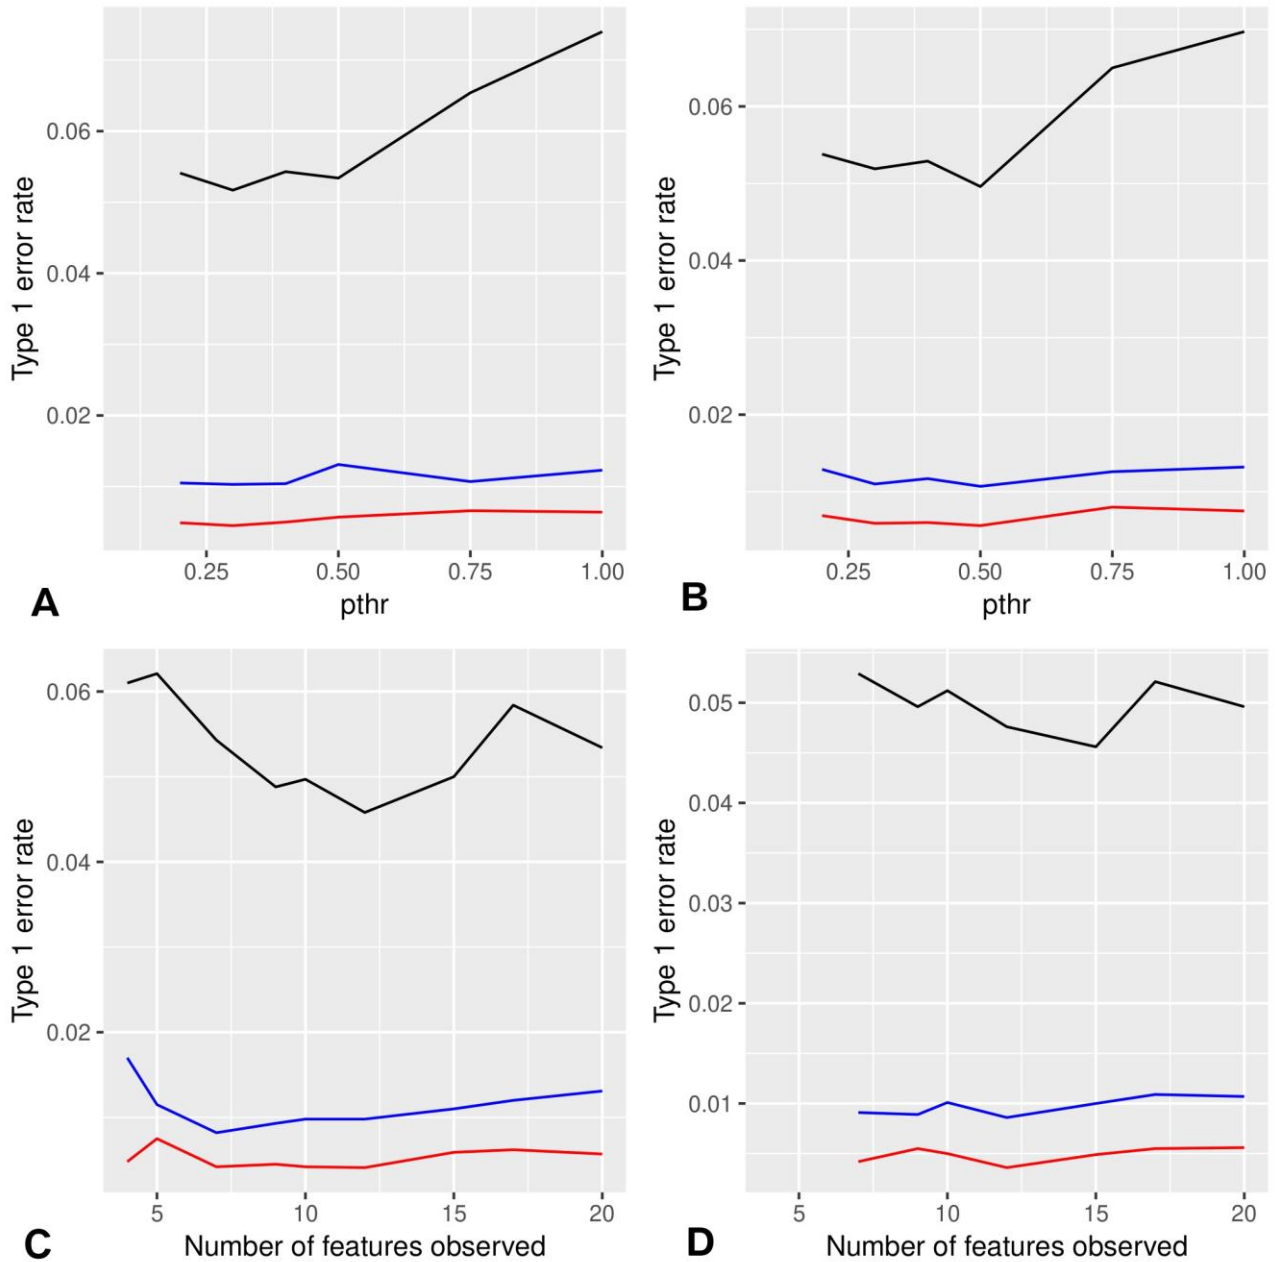 Type 1 error rate
0.06
0.04
0.02
0.25 0.50 0.75 1.00
pthr
A
Type 1 error rate
0.06
0.04
0.02
0.25 0.50 0.75 1.00
pthr
B
Type 1 error rate
0.06
0.04
0.02
5 10 15 20
Number of features observed
C
Type 1 error rate
0.05
0.04
0.03
0.02
0.01
5 10 15 20
Number of features observed
D